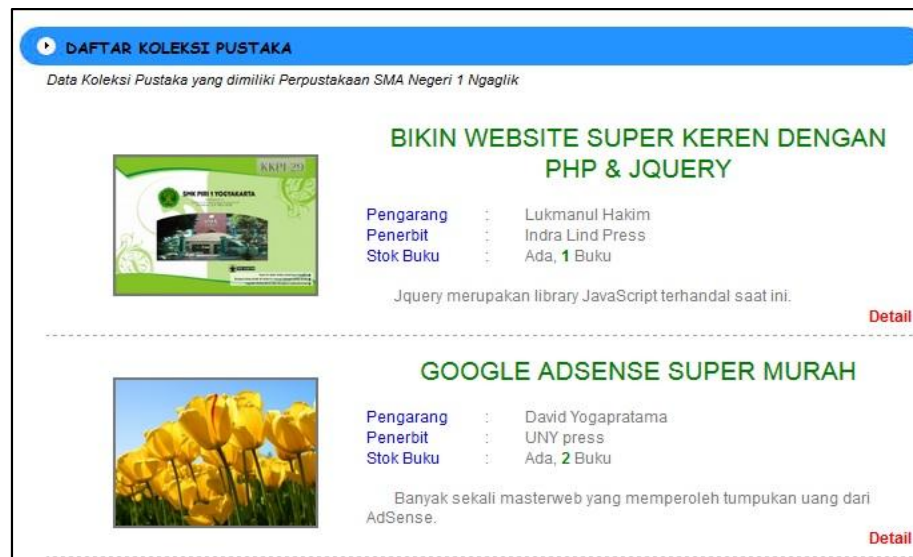 DAFTAR KOLEKSI PUSTAKA
Data Koleksi Pustaka yang dimiliki Perpustakaan SMA Negeri 1 Ngaglik
BIKIN WEBSITE SUPER KEREN DENGAN
PHP & JQUERY
KKPI-29
SMK PIRI 1 YOGYAKARTA
Pengarang : Lukmanul Hakim
Penerbit : Indra Lind Press
Stok Buku : Ada, 1 Buku
Jquery merupakan library JavaScript terhandal saat ini.
Detail
GOOGLE ADSENSE SUPER MURAH
Pengarang : David Yogapratama
Penerbit : UNY press
Stok Buku : Ada, 2 Buku
Banyak sekali masterweb yang memperoleh tumpukan uang dari
AdSense.
Detail